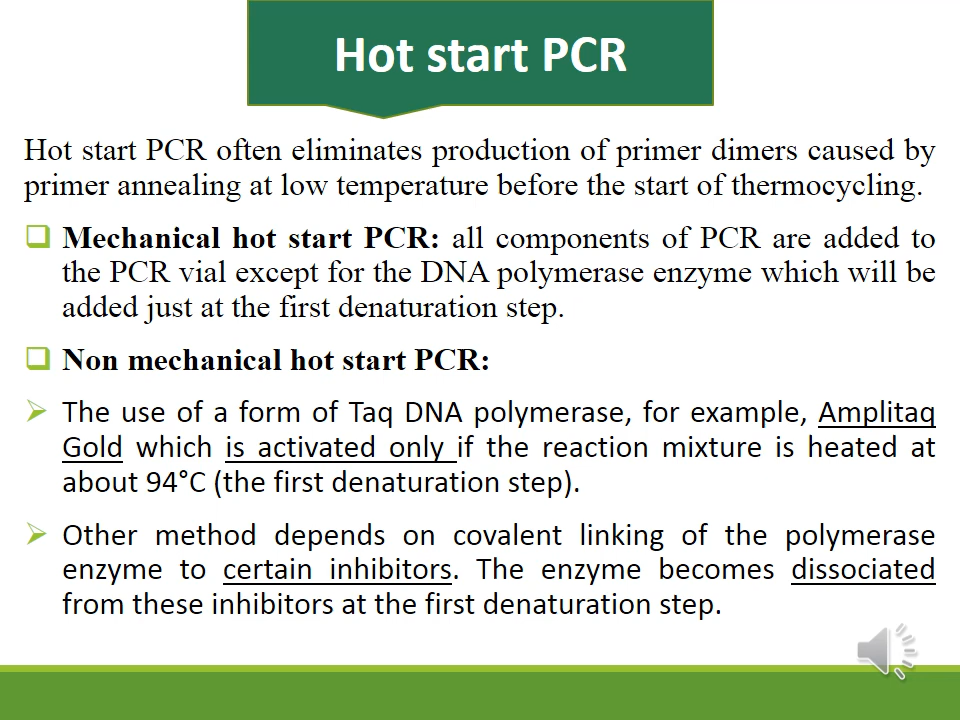 Hot start PCR
Hot start PCR often eliminates production of primer dimers caused by
primer annealing at low temperature before the start of thermocycling.
Mechanical hot start PCR: all components of PCR are added to
the PCR vial except for the DNA polymerase enzyme which will be
added just at the first denaturation step.
Non mechanical hot start PCR:
The use of a form of Taq DNA polymerase, for example, Amplitaq
Gold which is activated only if the reaction mixture is heated at
about 94°C (the first denaturation step).
Other method depends on covalent linking of the polymerase
enzyme to certain inhibitors. The enzyme becomes dissociated
from these inhibitors at the first denaturation step.